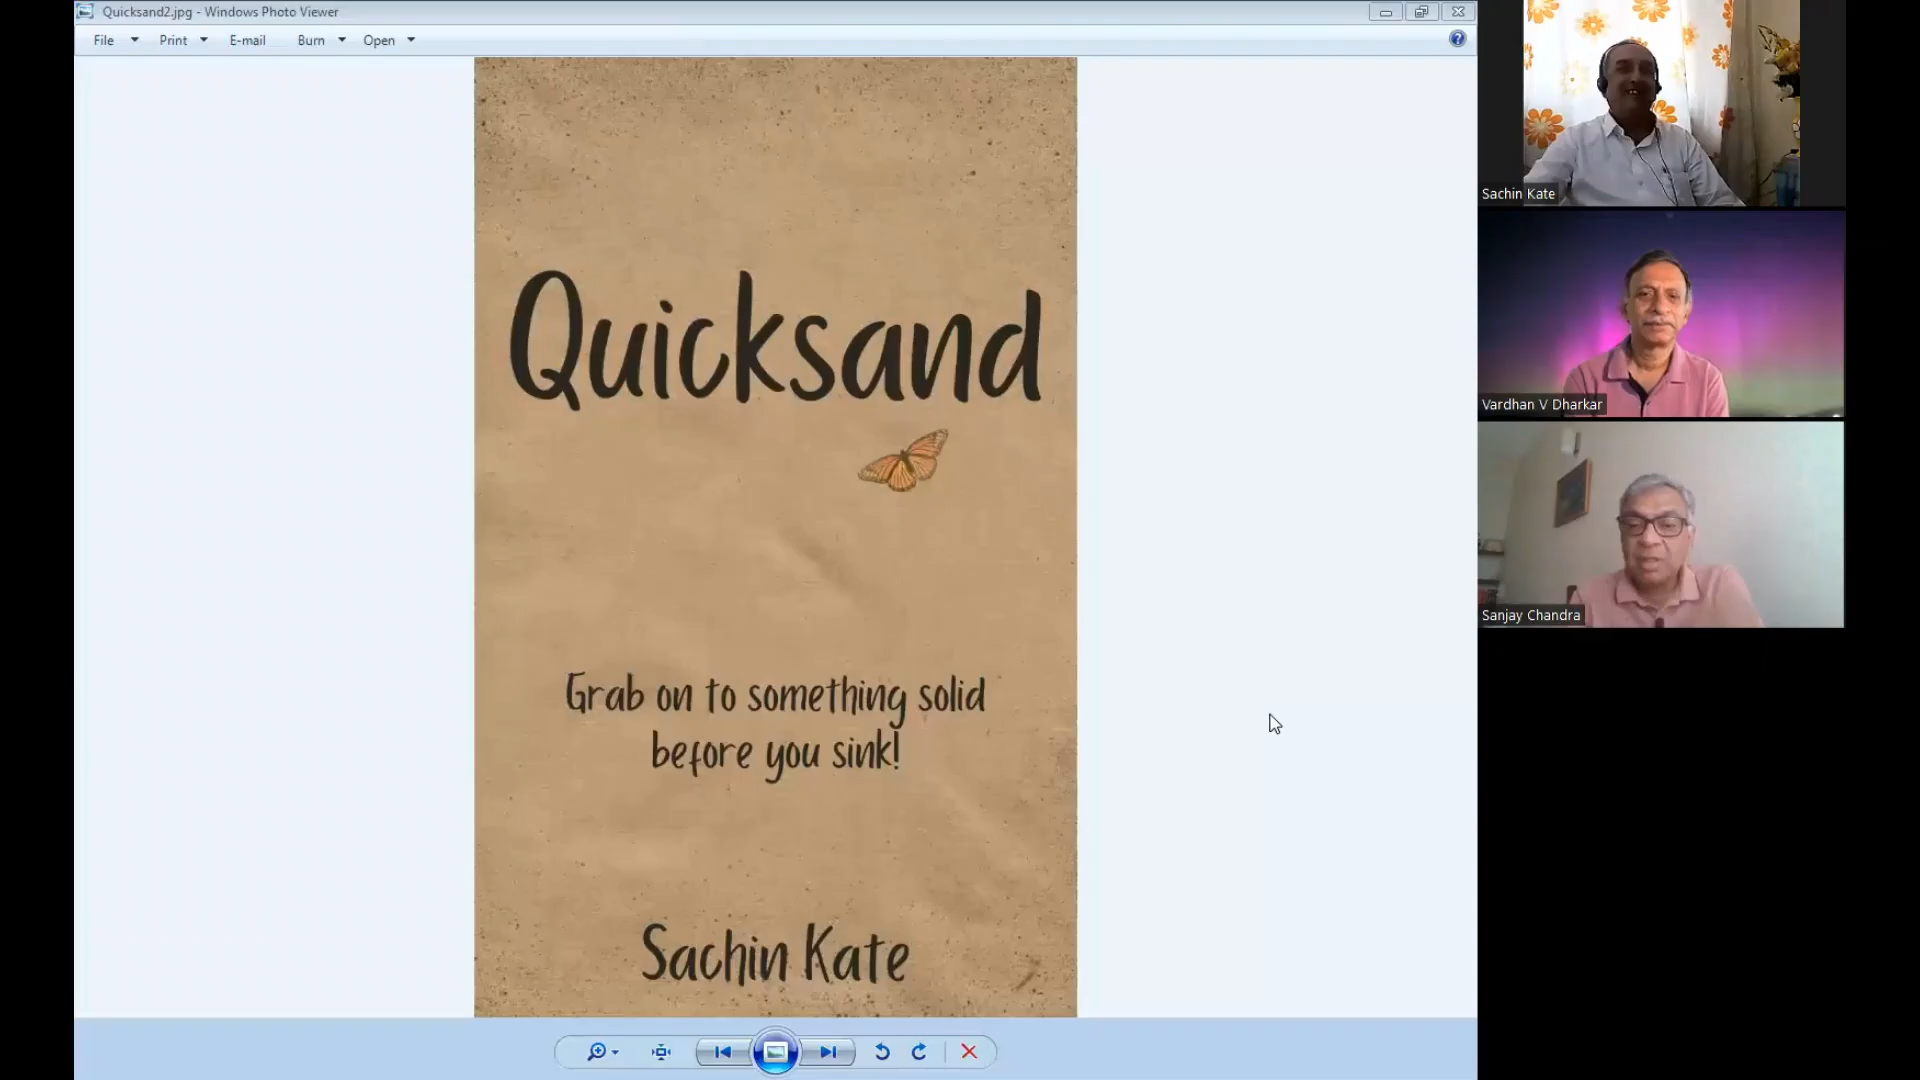 Quicksand2.jpg - Windows Photo Viewer
File Print E-mail Burn Open
Quicksand
Grab on to something solid
before you sink!
Sachin Kate
Sachin Kate
Vardhan V Dharkar
Sanjay Chandra